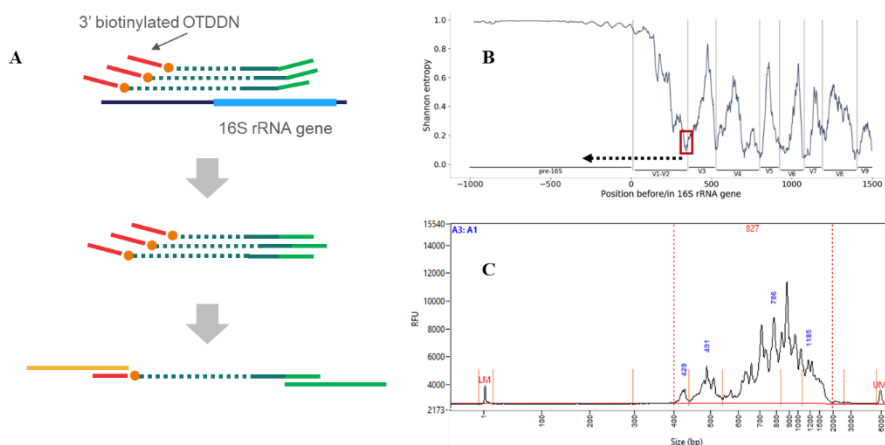 3' biotinylated OTDDN
A
16S rRNA gene
B
Shannon entropy
1.0
0.8
0.6
0.4
0.2
0.0
pre-16S
V1-V2
V3
V4
V5
V6
V7
V8
V9
−1000
−500
0
500
1000
1500
Position before/in 16S rRNA gene
A3: A1
827
C
RFU
15540
14000
12000
10000
8000
6000
4000
2173
LM
429
491
786
1185
UM
1
100
200
300
400
500
600
700
800
900
1000
1200
1500
2000
3000
6000
Size (bp)